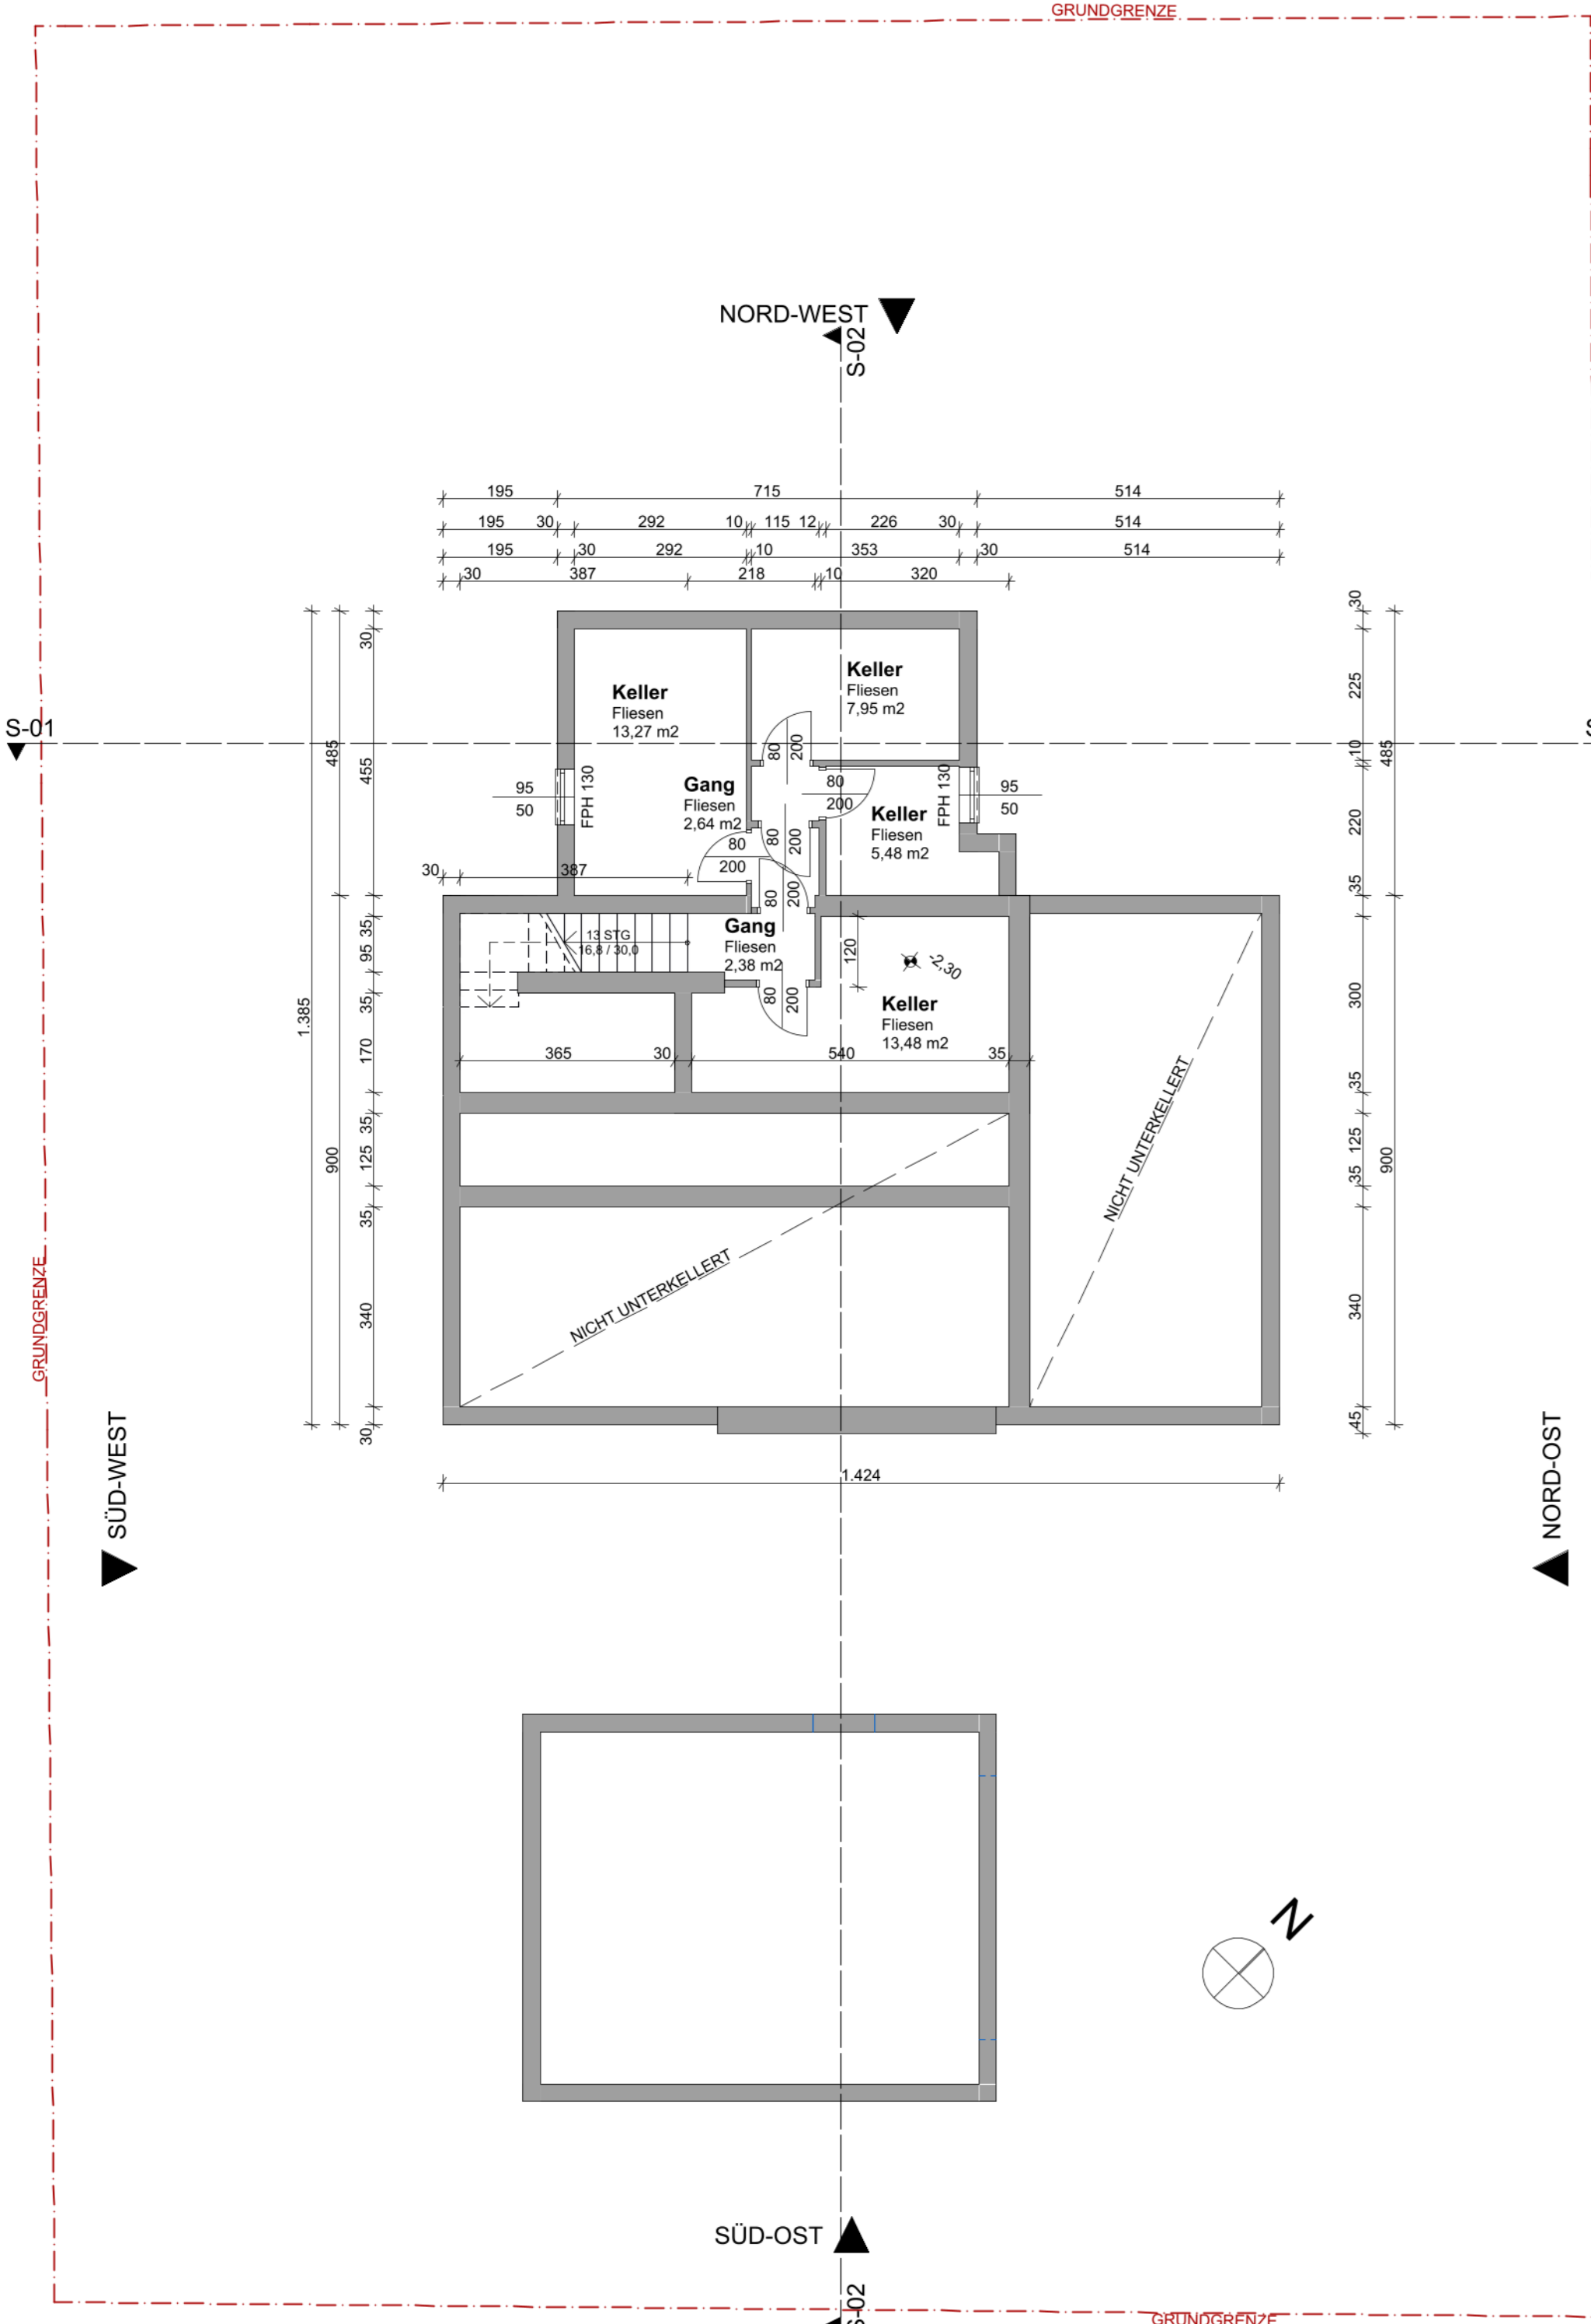 GRUNDGRENZE
NORD-WEST
S-02
195 715 514
195 30 292 10 115 12 226 30 514
195 30 292 10 353 30 514
30 387 218 10 320
S-01
1.385
485
900
30
455
35
95
35
170
35
125
35
340
30
30
225
10
220
35
300
35
125
35
340
45
485
900
Keller
Fliesen
13,27 m2
Keller
Fliesen
7,95 m2
80
200
95
50
FPH 130
Gang
Fliesen
2,64 m2
80
200
80
200
80
200
Keller
Fliesen
5,48 m2
FPH 130
95
50
30 387
80
200
13 STG
16,8 / 30,0
Gang
Fliesen
2,38 m2
120
-2,30
80
200
Keller
Fliesen
13,48 m2
365 30 540 35
NICHT UNTERKELLERT
NICHT UNTERKELLERT
1.424
GRUNDGRENZE
SÜD-WEST
NORD-OST
N
SÜD-OST
S-02
GRUNDGRENZE